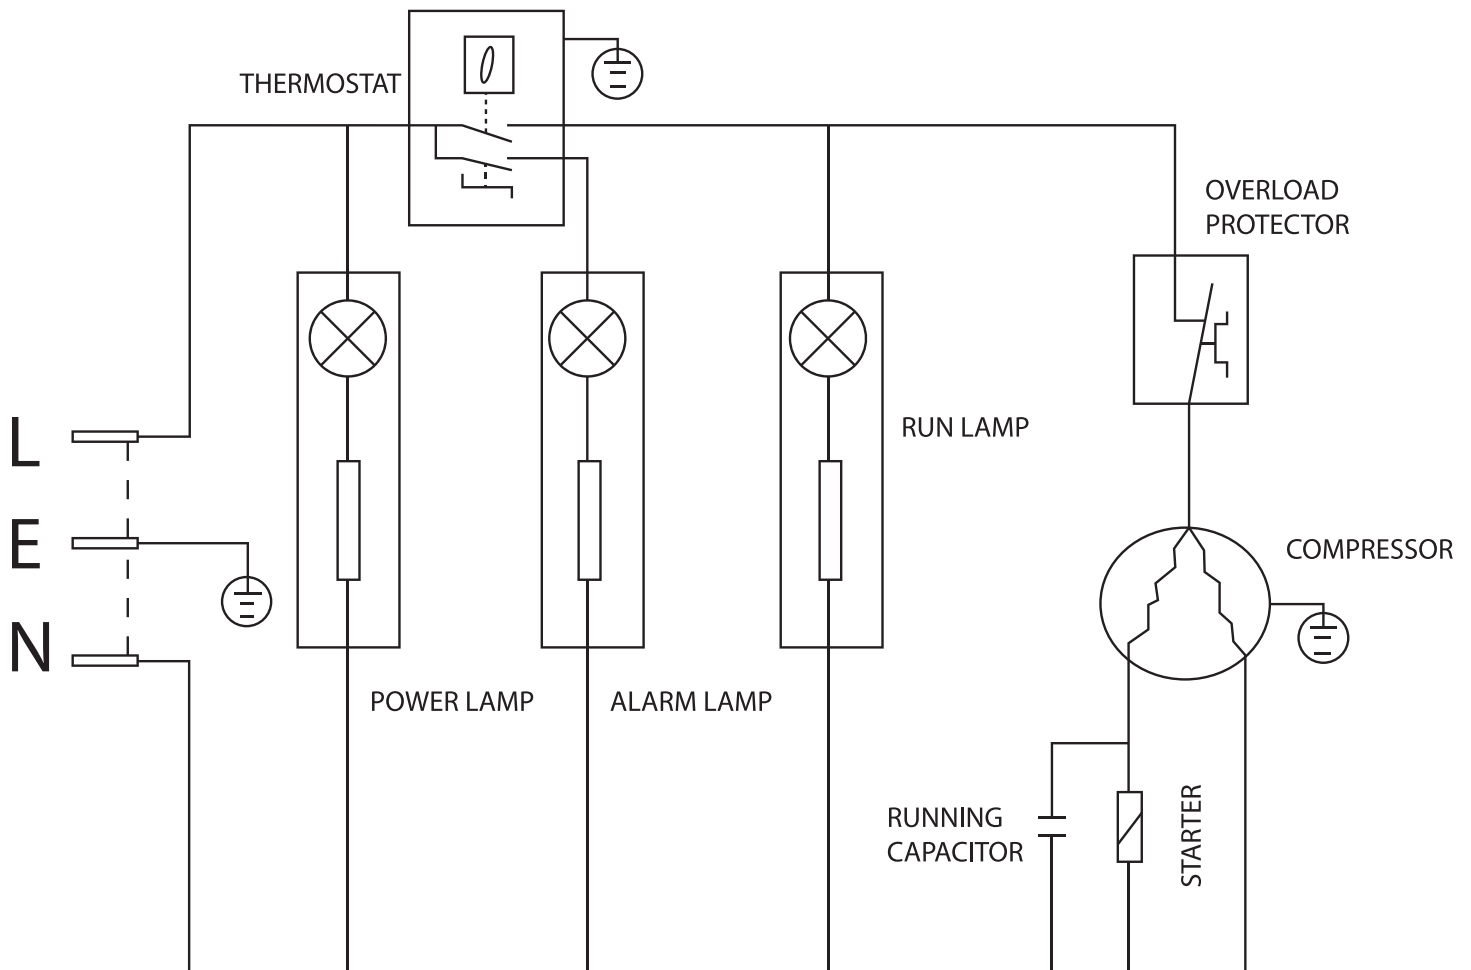 THERMOSTAT
OVERLOAD
PROTECTOR
L
RUN LAMP
E
COMPRESSOR
N
POWER LAMP
ALARM LAMP
RUNNING
CAPACITOR
STARTER